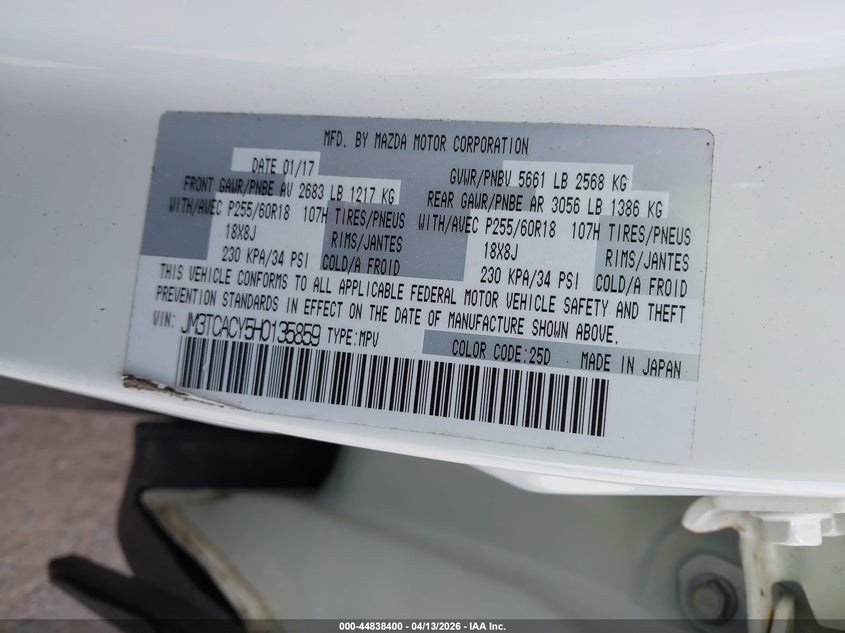 MFD. BY MAZDA MOTOR CORPORATION
DATE 01/17 GVWR/PNBV 5661 LB 2568 KG
FRONT GAWR/PNBE AV 2683 LB 1217 KG REAR GAWR/PNBE AR 3056 LB 1386 KG
WITH/AVEC P255/60R18 107H TIRES/PNEUS WITH/AVEC P255/60R18 107H TIRES/PNEUS
18X8J RIMS/JANTES 18X8J RIMS/JANTES
230 KPA/34 PSI COLD/A FROID 230 KPA/34 PSI COLD/A FROID
THIS VEHICLE CONFORMS TO ALL APPLICABLE FEDERAL MOTOR VEHICLE SAFETY AND THEFT
PREVENTION STANDARDS IN EFFECT ON THE DATE OF MANUFACTURE SHOWN ABOVE.
VIN: JM3TCACY5H0135859 TYPE:MPV
COLOR CODE:25D MADE IN JAPAN
000-44838400 - 04/13/2026 - IAA Inc.